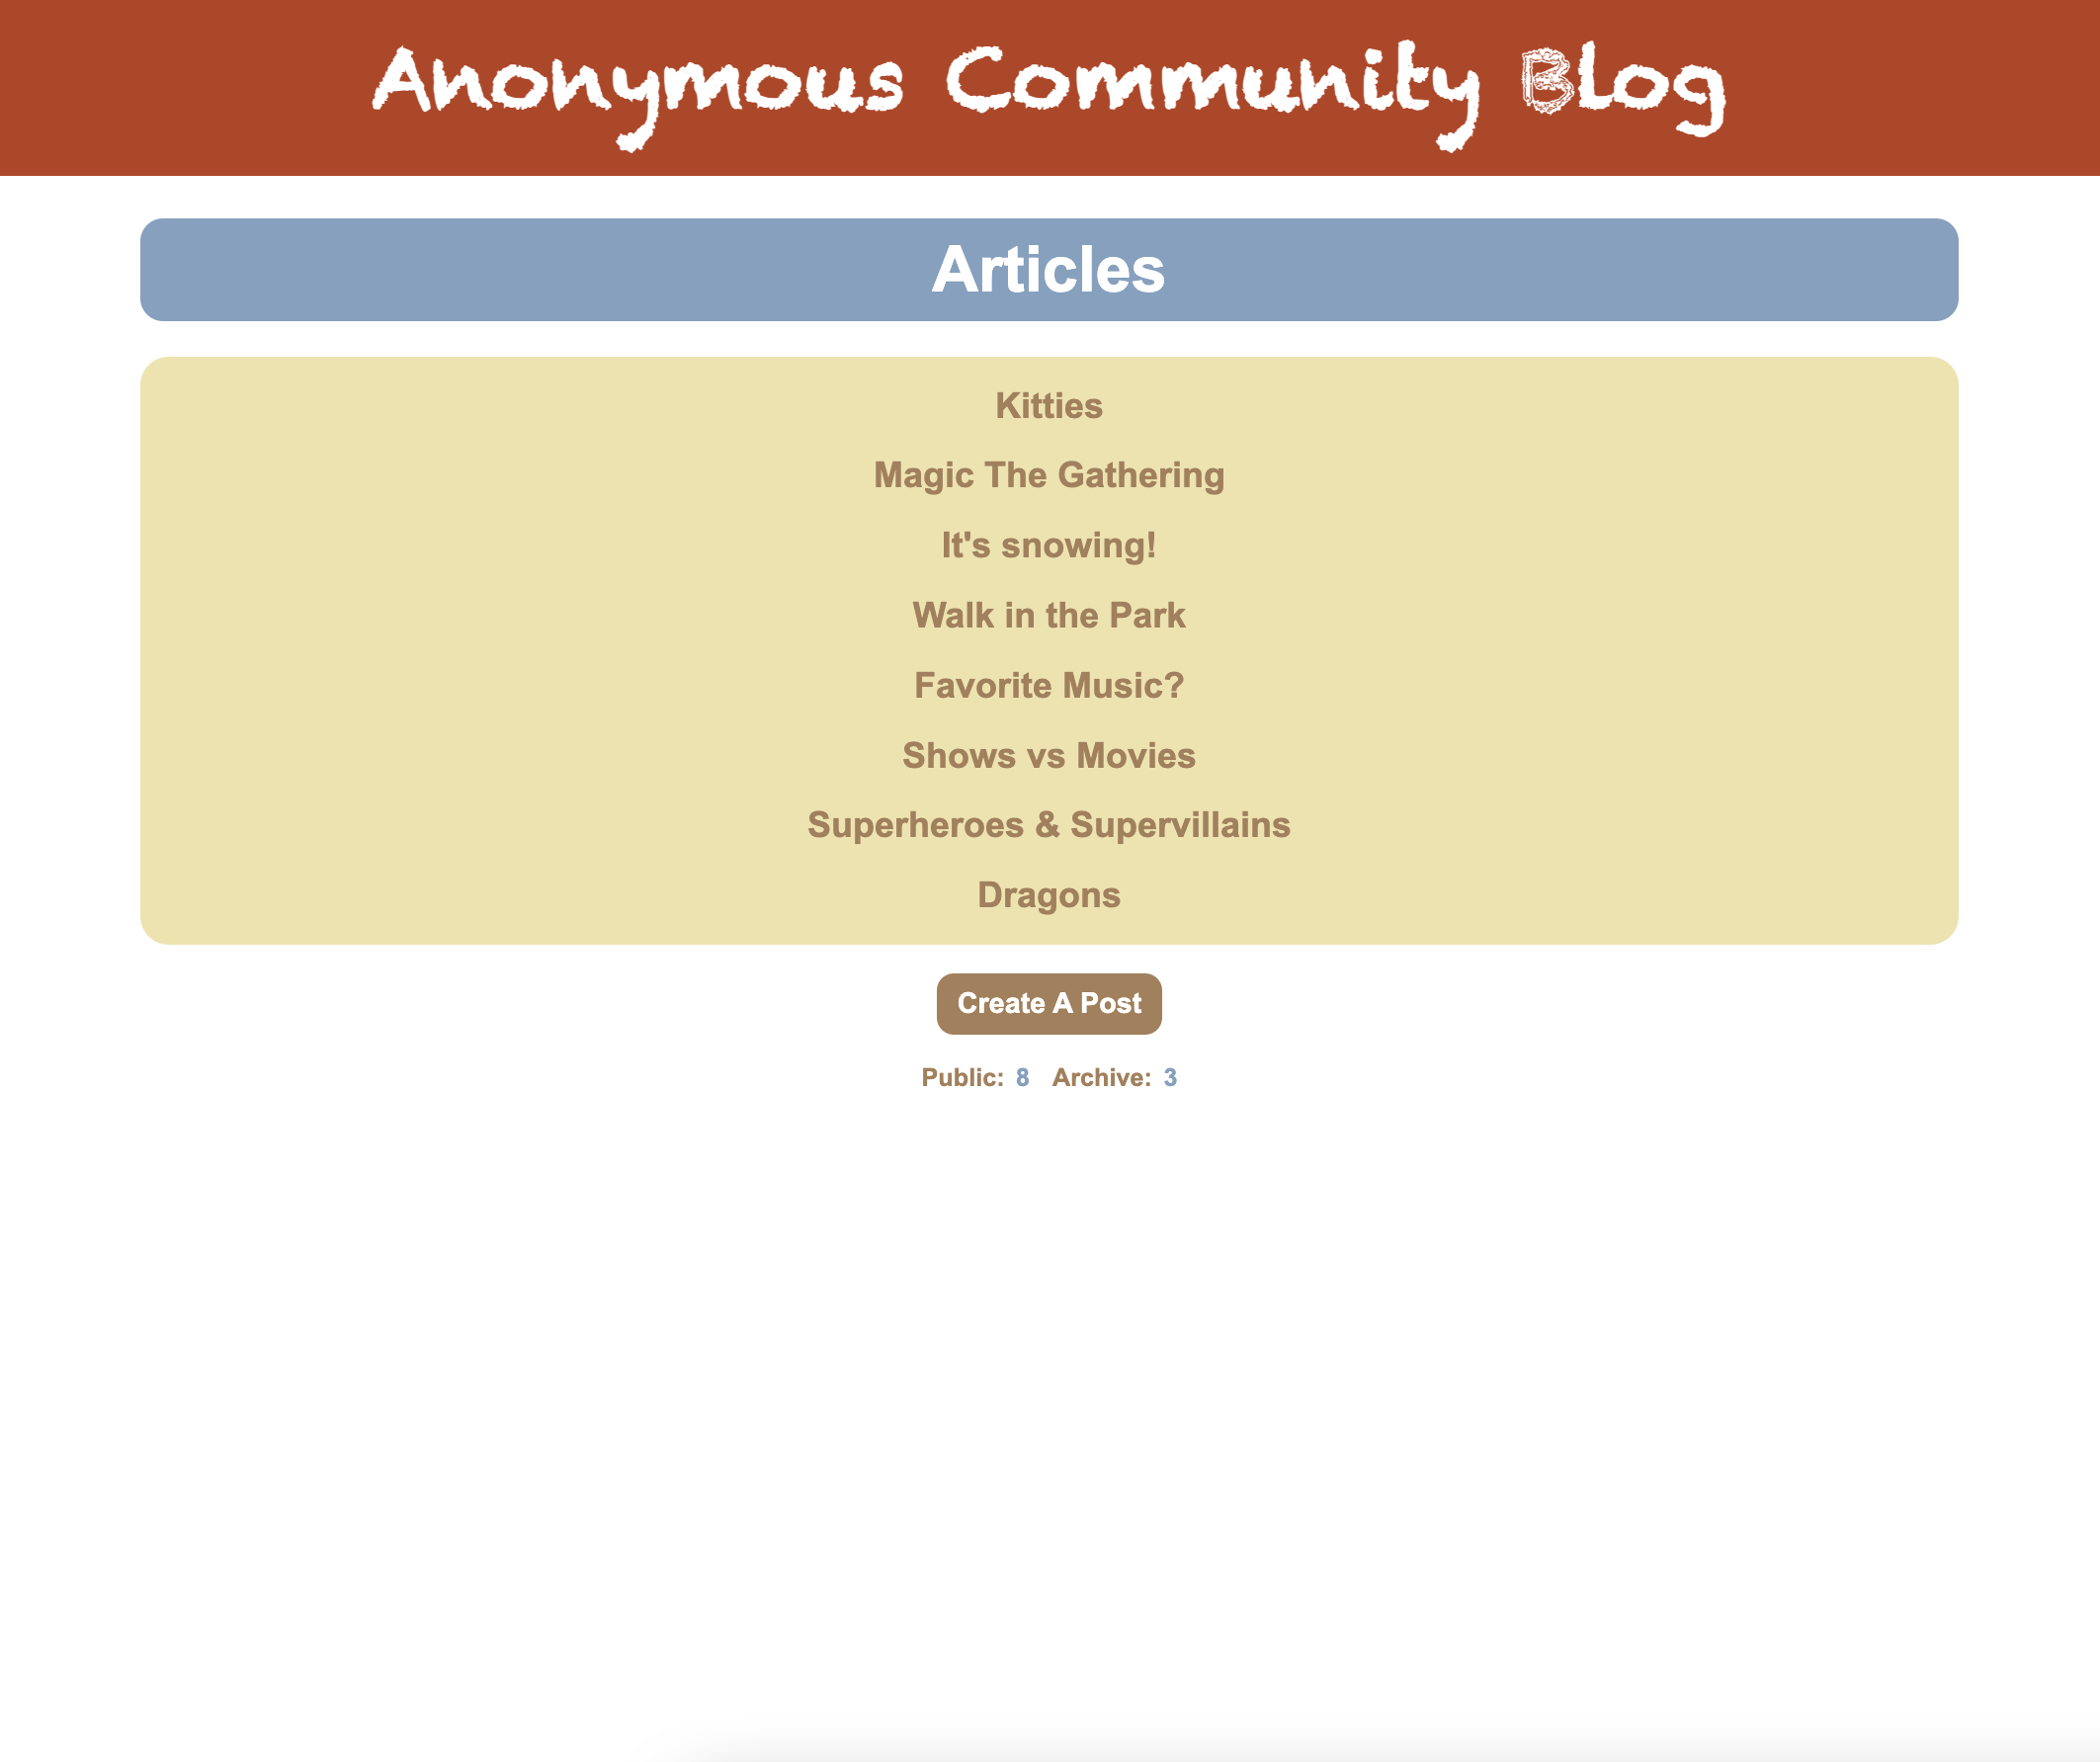 Anonymous Community Blog
Articles
Kitties
Magic The Gathering
It's snowing!
Walk in the Park
Favorite Music?
Shows vs Movies
Superheroes & Supervillains
Dragons
Create A Post
Public: 8 Archive: 3